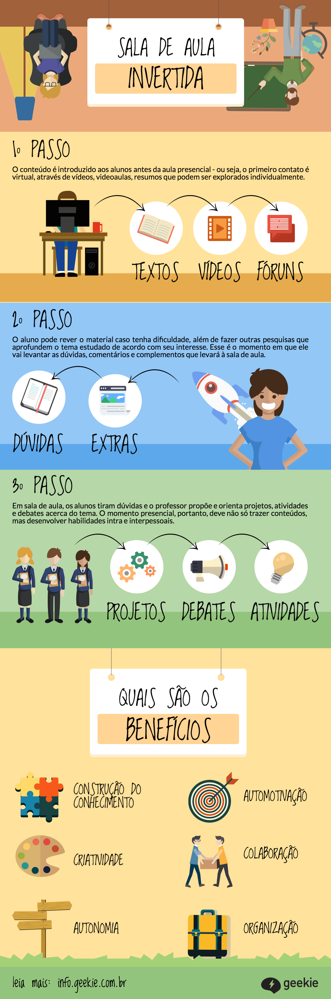 SALA DE AULA
INVERTIDA
1º PASSO
O conteúdo é introduzido aos alunos antes da aula presencial - ou seja, o primeiro contato é
virtual, através de vídeos, videoaulas, resumos que podem ser explorados individualmente.
TEXTOS
VÍDEOS
FÓRUNS
2º PASSO
O aluno pode rever o material caso tenha dificuldade, além de fazer outras pesquisas que
aprofundem o tema estudado de acordo com seu interesse. Esse é o momento em que ele
vai levantar as dúvidas, comentários e complementos que levará à sala de aula.
DÚVIDAS
EXTRAS
3º PASSO
Em sala de aula, os alunos tiram dúvidas e o professor propõe e orienta projetos, atividades
e debates acerca do tema. O momento presencial, portanto, deve não só trazer conteúdos,
mas desenvolver habilidades intra e interpessoais.
PROJETOS
DEBATES
ATIVIDADES
QUAIS SÃO OS
BENEFÍCIOS
CONSTRUÇÃO DO
CONHECIMENTO
AUTOMOTIVAÇÃO
CRIATIVIDADE
COLABORAÇÃO
AUTONOMIA
ORGANIZAÇÃO
leia mais: info.geekie.com.br
geekie